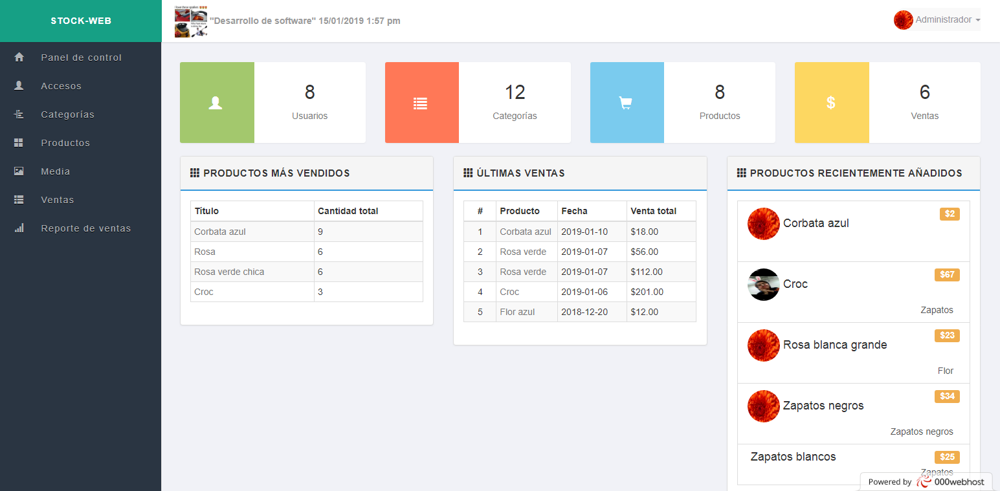 STOCK-WEB
"Desarrollo de software" 15/01/2019 1:57 pm
Administrador
Panel de control
Accesos
Categorías
Productos
Media
Ventas
Reporte de ventas
8
Usuarios
12
Categorías
8
Productos
$
6
Ventas
PRODUCTOS MÁS VENDIDOS
Título Cantidad total
Corbata azul 9
Rosa 6
Rosa verde chica 6
Croc 3
ÚLTIMAS VENTAS
# Producto Fecha Venta total
1 Corbata azul 2019-01-10 $18.00
2 Rosa verde 2019-01-07 $56.00
3 Rosa verde 2019-01-07 $112.00
4 Croc 2019-01-06 $201.00
5 Flor azul 2018-12-20 $12.00
PRODUCTOS RECIENTEMENTE AÑADIDOS
Corbata azul $2
Croc $67
Zapatos
Rosa blanca grande $23
Flor
Zapatos negros $34
Zapatos negros
Zapatos blancos $25
Zapatos
Powered by 000webhost